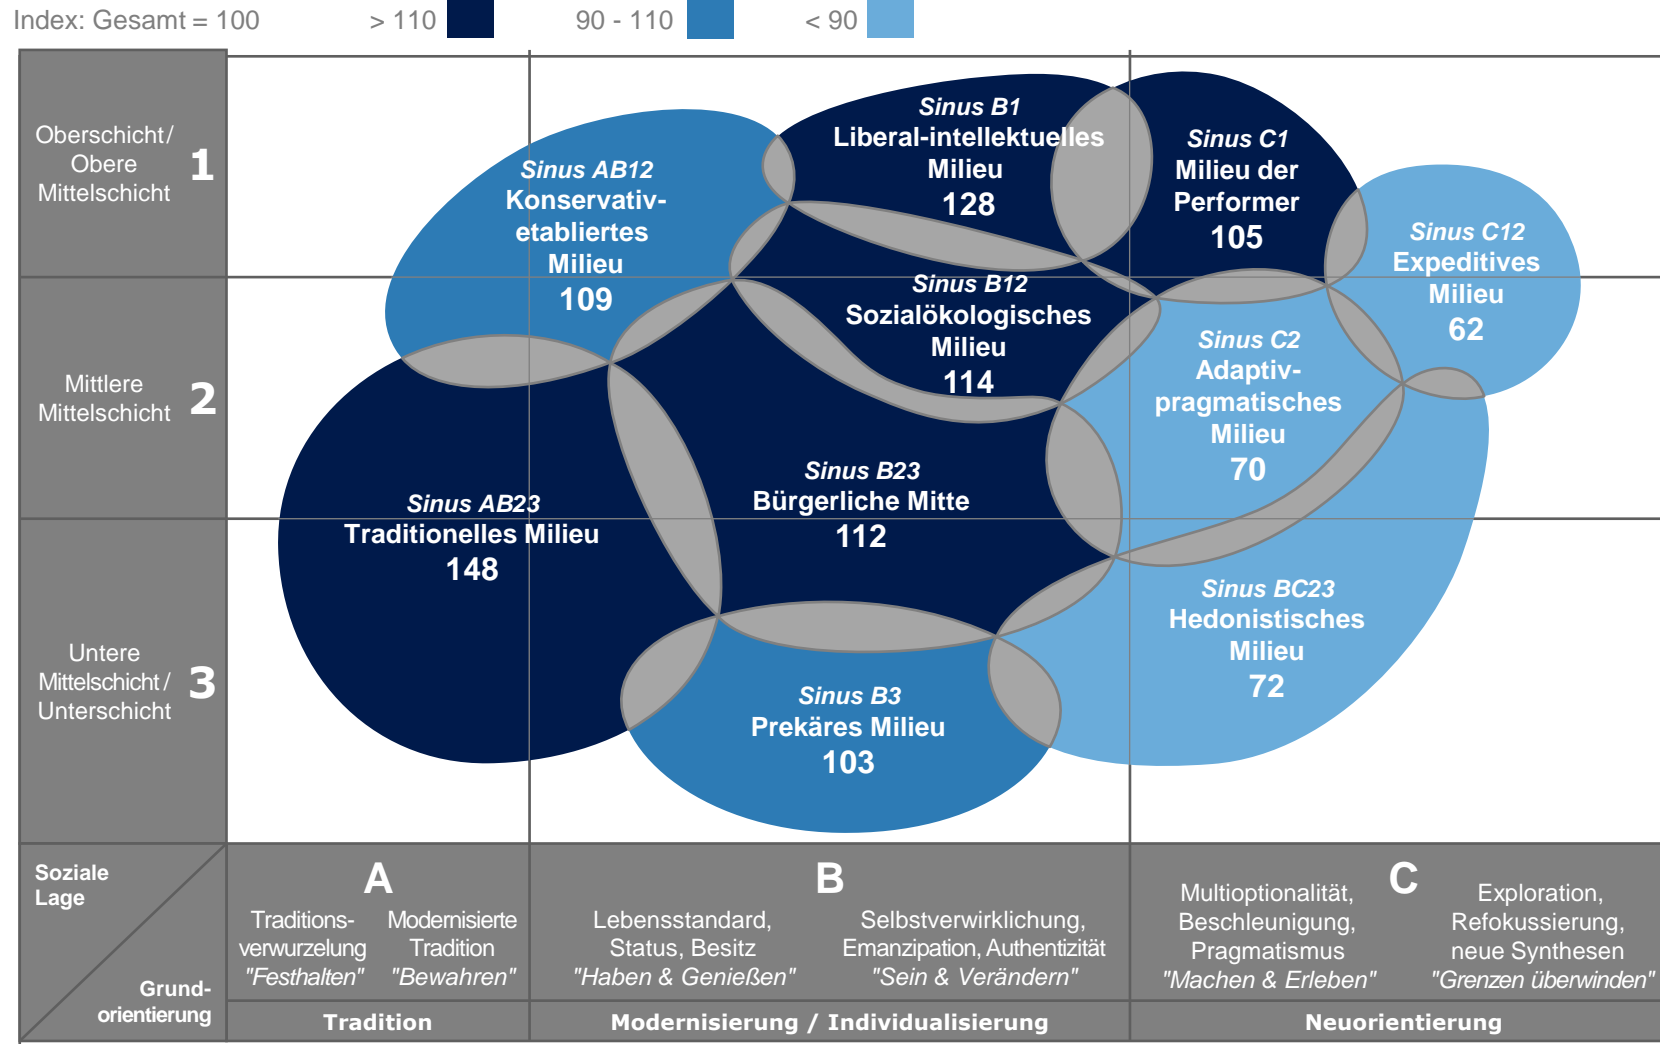 Index: Gesamt = 100 > 110 90 - 110 < 90
Oberschicht/
Obere
Mittelschicht
1
Mittlere
Mittelschicht
2
Untere
Mittelschicht/
Unterschicht
3
Sinus AB12
Konservativ-
etabliertes
Milieu
109
Sinus B1
Liberal-intellektuelles
Milieu
128
Sinus C1
Milieu der
Performer
105
Sinus C12
Expeditives
Milieu
62
Sinus B12
Sozialökologisches
Milieu
114
Sinus C2
Adaptiv-
pragmatisches
Milieu
70
Sinus AB23
Traditionelles Milieu
148
Sinus B23
Bürgerliche Mitte
112
Sinus BC23
Hedonistisches
Milieu
72
Sinus B3
Prekäres Milieu
103
Soziale
Lage
Grund-
orientierung
A
Traditions-
verwurzelung
"Festhalten"
Modernisierte
Tradition
"Bewahren"
B
Lebensstandard,
Status, Besitz
"Haben & Genießen"
Selbstverwirklichung,
Emanzipation, Authentizität
"Sein & Verändern"
C
Multioptionalität,
Beschleunigung,
Pragmatismus
"Machen & Erleben"
Exploration,
Refokussierung,
neue Synthesen
"Grenzen überwinden"
Tradition
Modernisierung / Individualisierung
Neuorientierung